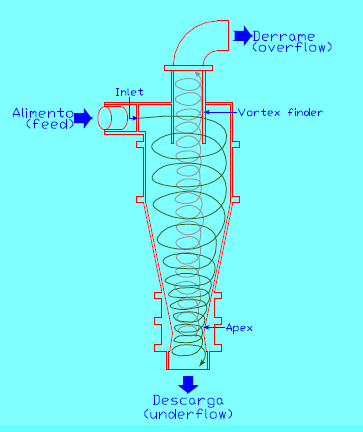 Derrame
(overflow)
Inlet
Alimento
(feed)
Vortex finder
Apex
Descarga
(underflow)